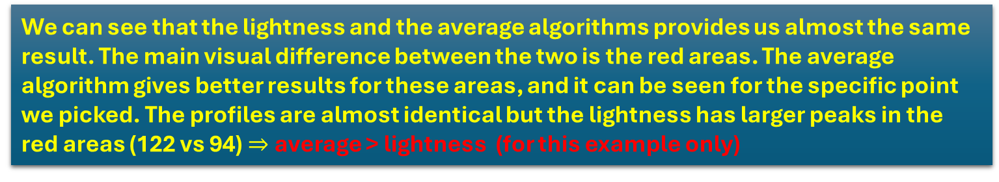 We can see that the lightness and the average algorithms provides us almost the same
result. The main visual difference between the two is the red areas. The average
algorithm gives better results for these areas, and it can be seen for the specific point
we picked. The profiles are almost identical but the lightness has larger peaks in the
red areas (122 vs 94) ⇒ average > lightness (for this example only)